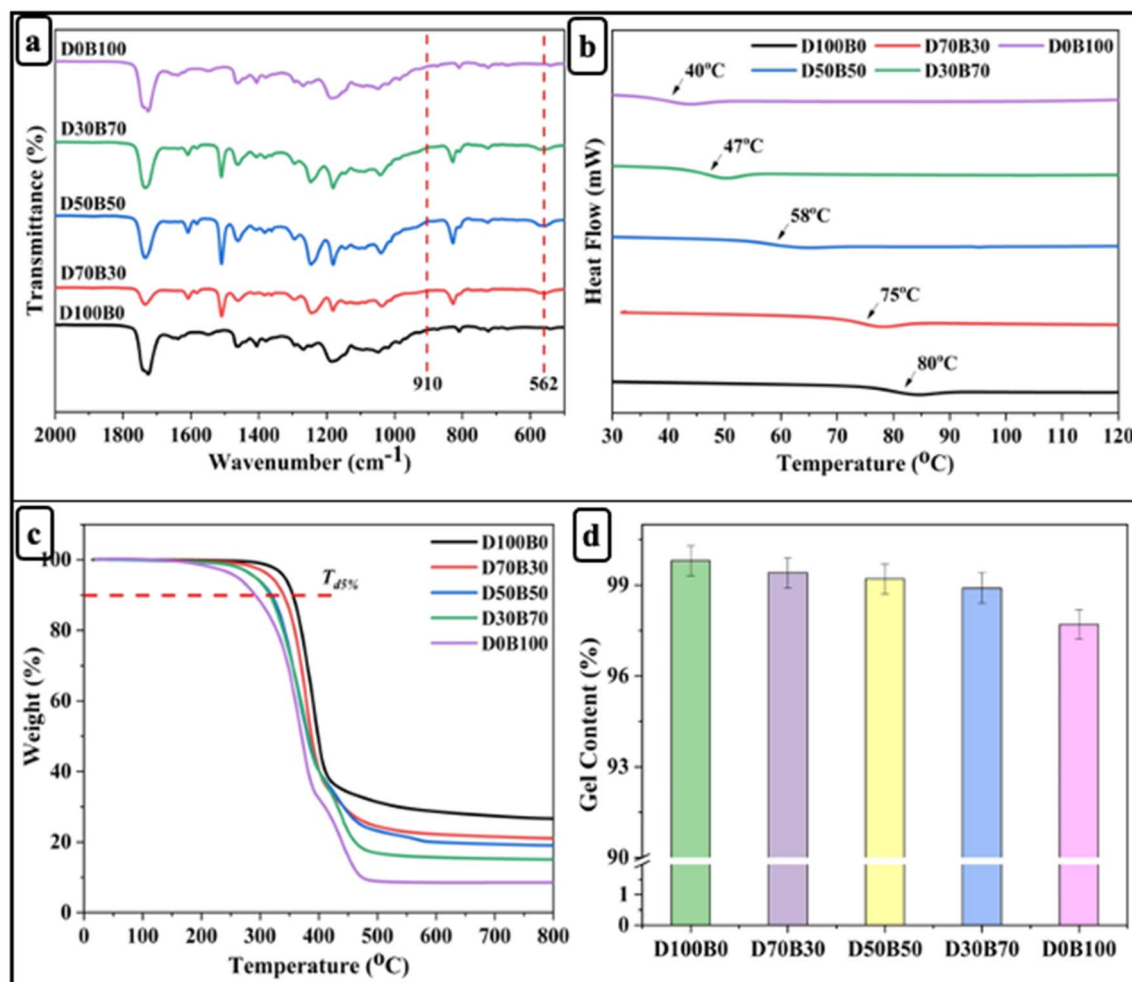 a
D0B100
D30B70
D50B50
D70B30
D100B0
910
562
2000 1800 1600 1400 1200 1000 800 600
Wavenumber (cm-1)
Transmittance (%)
b
D100B0 D70B30 D0B100
D50B50 D30B70
40°C
47°C
58°C
75°C
80°C
30 40 50 60 70 80 90 100 110 120
Temperature (°C)
Heat Flow (mW)
c
D100B0
D70B30
D50B50
D30B70
D0B100
Td5%
100
80
60
40
20
0
0 100 200 300 400 500 600 700 800
Temperature (°C)
Weight (%)
d
99
96
93
90
1
0
D100B0 D70B30 D50B50 D30B70 D0B100
Gel Content (%)